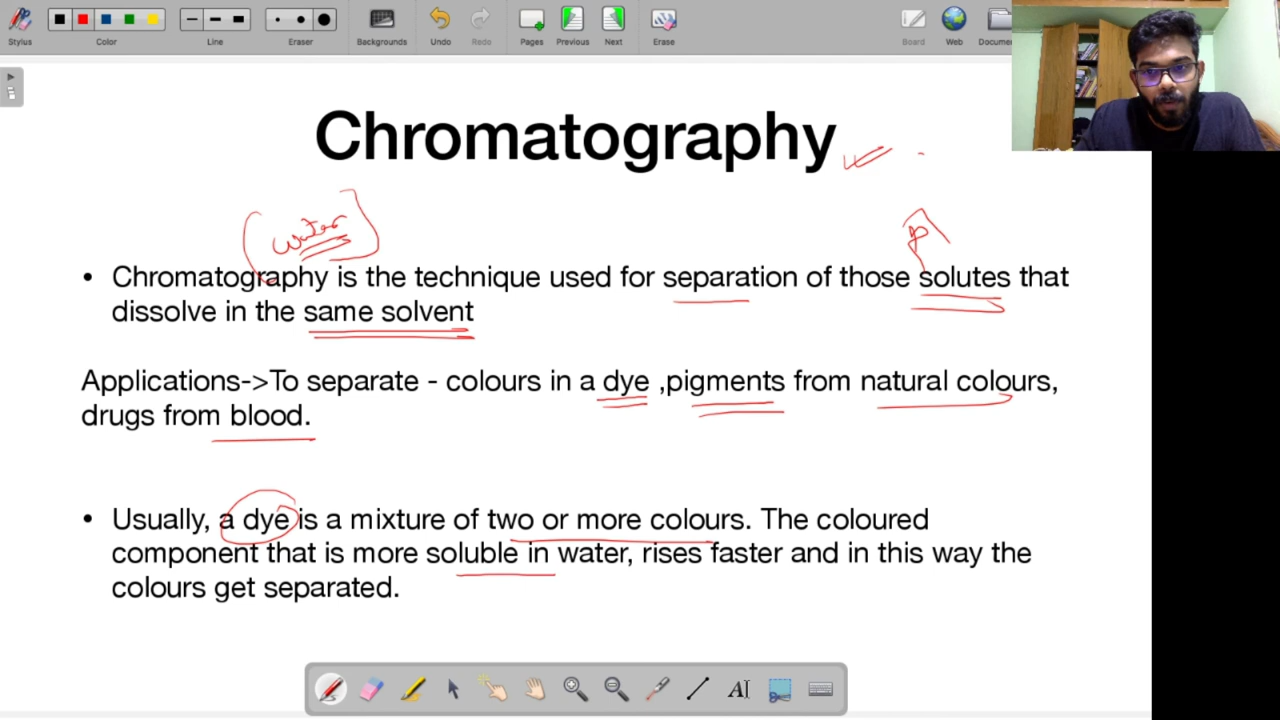 Stylus
Color
Line
Eraser
Backgrounds
Undo
Redo
Pages
Previous
Next
Erase
Board
Web
Chromatography
(water)
• Chromatography is the technique used for separation of those solutes that
dissolve in the same solvent
Applications->To separate - colours in a dye ,pigments from natural colours,
drugs from blood.
• Usually, a dye is a mixture of two or more colours. The coloured
component that is more soluble in water, rises faster and in this way the
colours get separated.